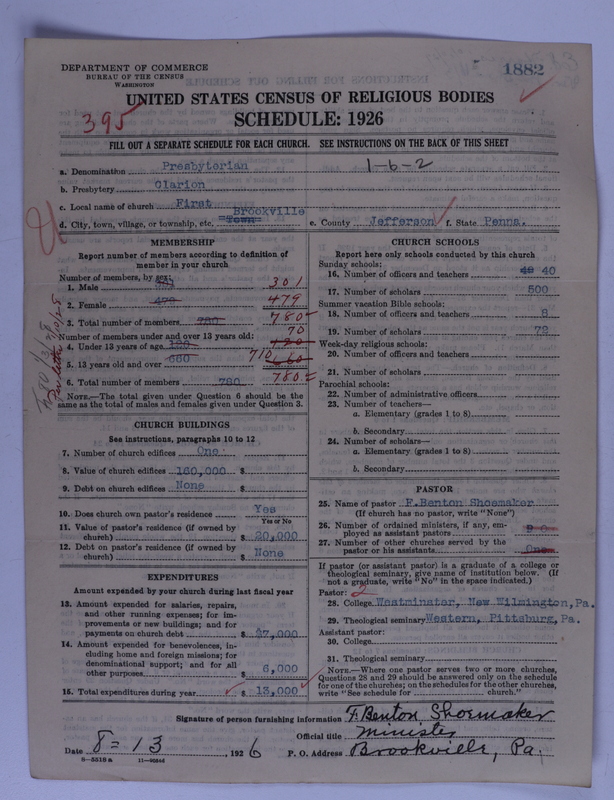 DEPARTMENT OF COMMERCE
BUREAU OF THE CENSUS
WASHINGTON
1882
UNITED STATES CENSUS OF RELIGIOUS BODIES
395
SCHEDULE: 1926
FILL OUT A SEPARATE SCHEDULE FOR EACH CHURCH. SEE INSTRUCTIONS ON THE BACK OF THIS SHEET
a. Denomination Presbyterian 1-6-2
b. Presbytery Clarion
c. Local name of church First
d. City, town, village, or township, etc. Town Brookville e. County Jefferson f. State Penna.
MEMBERSHIP
Report number of members according to definition of
member in your church
Number of members, by sex:
1. Male 301
2. Female 479 479
3. Total number of members 780 780
Number of members under and over 13 years old:
4. Under 13 years of age 120 70
5. 13 years old and over 660 710 660
6. Total number of members 780 780
NOTE.—The total given under Question 6 should be
same as the total of males and females given under Question 3.
CHURCH BUILDINGS
See instructions, paragraphs 10 to 12
7. Number of church edifices One
8. Value of church edifices 160,000 $
9. Debt on church edifices None $
10. Does church own pastor's residence Yes
Yes or No
11. Value of pastor's residence (if owned by
church) $ 20,000
12. Debt on pastor's residence (if owned by
church) $ None
EXPENDITURES
Amount expended by your church during last fiscal year
13. Amount expended for salaries, repairs,
and other running expenses; for im-
provements or new buildings; and for
payments on church debt $ $7,000
14. Amount expended for benevolences, in-
cluding home and foreign missions; for
denominational support; and for all
other purposes $ 6,000
15. Total expenditures during year $ 13,000
CHURCH SCHOOLS
Report here only schools conducted by this church
Sunday schools:
16. Number of officers and teachers 40
17. Number of scholars 500
Summer vacation Bible schools:
18. Number of officers and teachers 8
19. Number of scholars 72
Week-day religious schools:
20. Number of officers and teachers
21. Number of scholars
Parochial schools:
22. Number of administrative officers
23. Number of teachers—
a. Elementary (grades 1 to 8)
b. Secondary
24. Number of scholars—
a. Elementary (grades 1 to 8)
b. Secondary
PASTOR
25. Name of pastor F. Benton Shoemaker
(If church has no pastor, write "None")
26. Number of ordained ministers, if any, em-
ployed as assistant pastors
27. Number of other churches served by the
pastor or his assistants One
If pastor (or assistant pastor) is a graduate of a college or
theological seminary, give name of institution below. (If
not a graduate, write "No" in the space indicated.)
Pastor: 2
28. College Westminster, New Wilmington, Pa.
29. Theological seminary Western, Pittsburg, Pa.
Assistant pastor:
30. College
31. Theological seminary
NOTE.—Where one pastor serves two or more churches,
Questions 28 and 29 should be answered only on the schedule
for one of the churches; on the schedules for the other churches,
write "See schedule for church."
Signature of person furnishing information F. Benton Shoemaker
Official title Minister
Date 8-13, 1926 P. O. Address Brookville, Pa.
8-5318a 11-90846